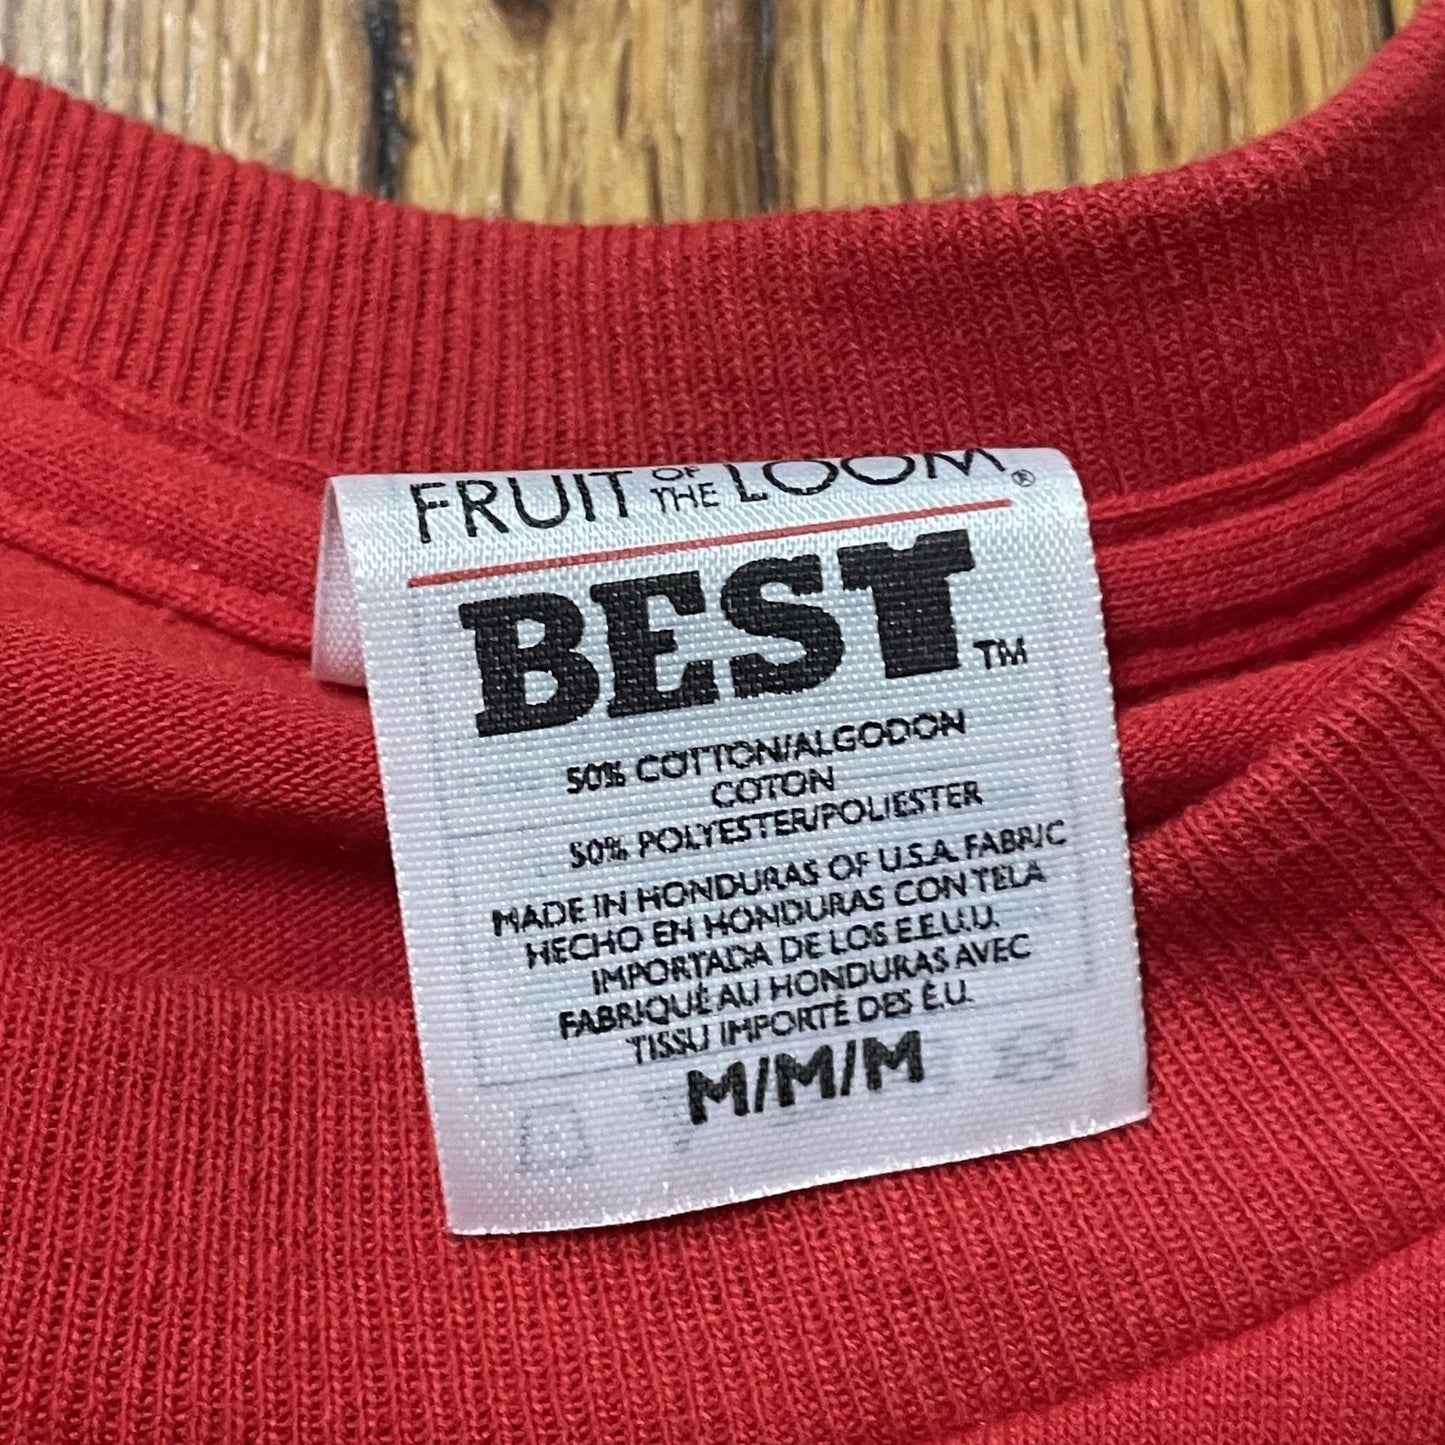 FRUIT OF THE LOOM®
BEST™
50% COTTON/ALGODON
COTON
50% POLYESTER/POLIESTER
MADE IN HONDURAS OF U.S.A. FABRIC
HECHO EN HONDURAS CON TELA
IMPORTADA DE LOS E.E.U.U.
FABRIQUÉ AU HONDURAS AVEC
TISSU IMPORTÉ DES É.U.
M/M/M